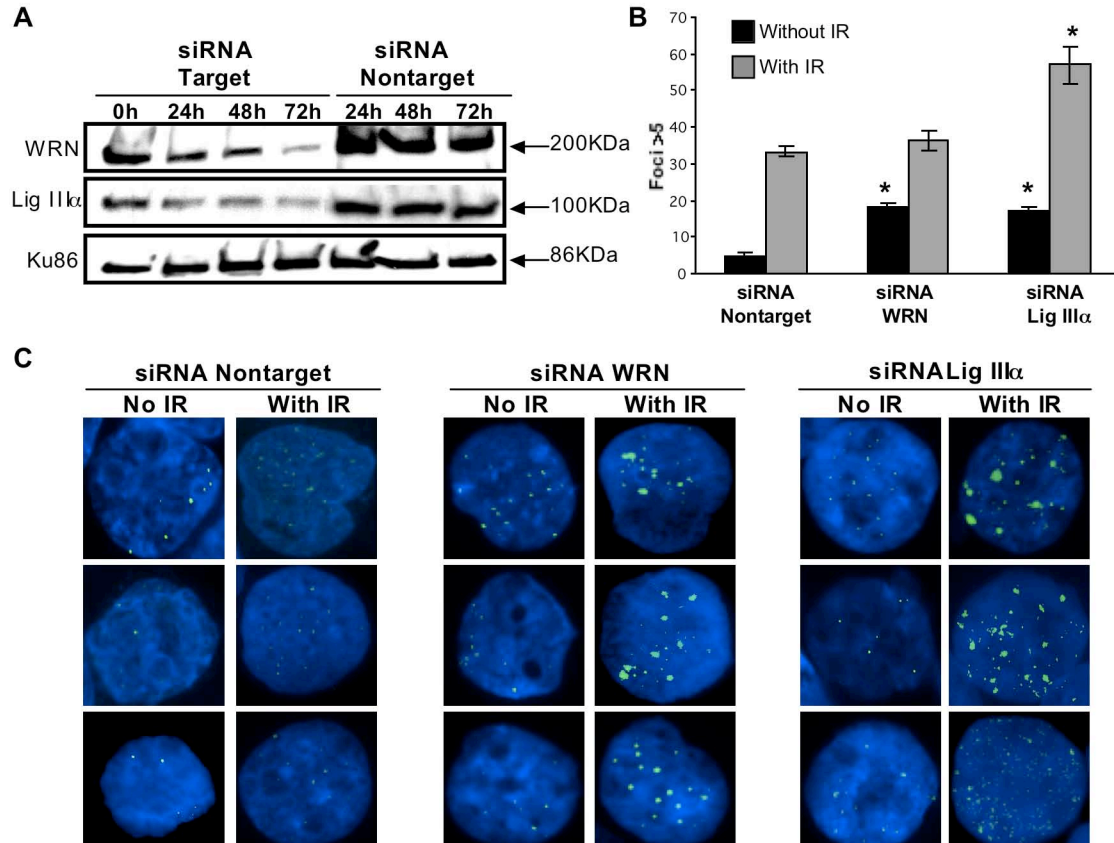 A
siRNA Target
siRNA Nontarget
0h 24h 48h 72h 24h 48h 72h
WRN
200KDa
Lig IIIα
100KDa
Ku86
86KDa
B
70
60
50
40
30
20
10
0
Foci >5
Without IR
With IR
*
*
*
siRNA Nontarget
siRNA WRN
siRNA Lig IIIα
C
siRNA Nontarget
No IR With IR
siRNA WRN
No IR With IR
siRNA Lig IIIα
No IR With IR